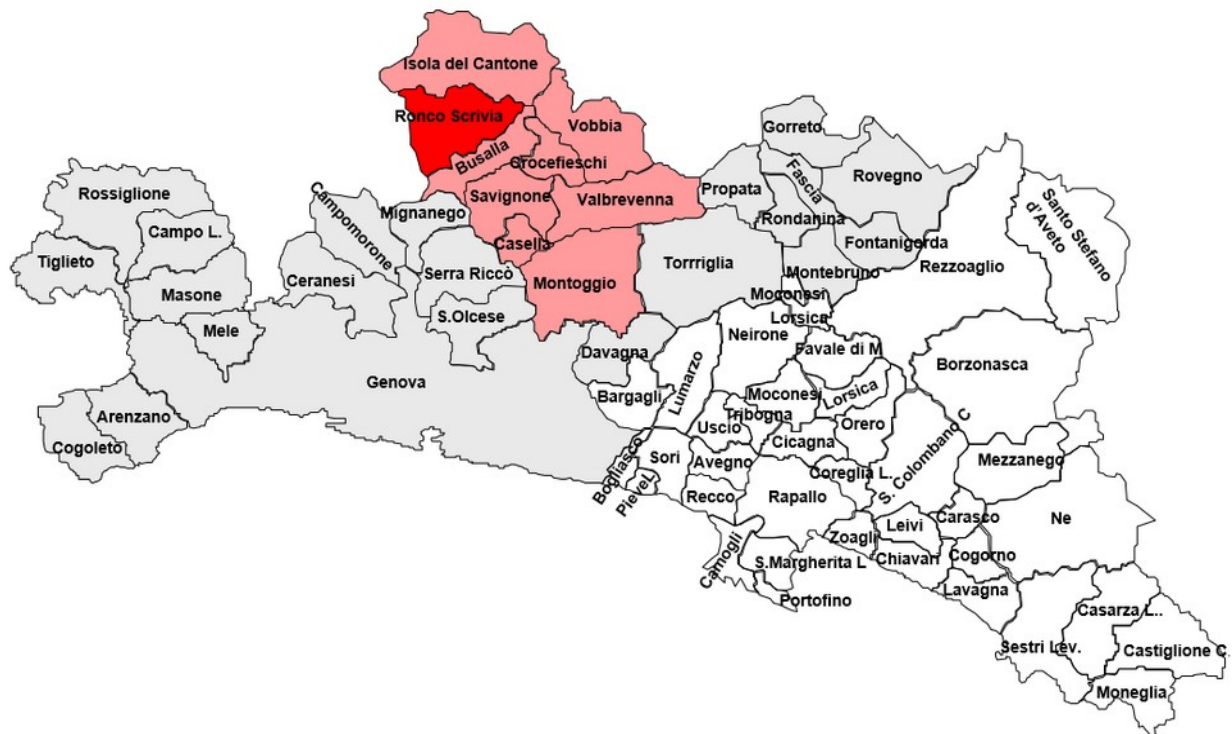 Isola del Cantone
Ronco Scrivia
Vobbia
Busalla
Crocefieschi
Gorreto
Rossiglione
Campomorone
Mignanego
Savignone
Valbrevenna
Propata
Fascia
Rovegno
Santo Stefano
d'Aveto
Campo L.
Rondanina
Tiglieto
Casella
Fontanigorda
Ceranesi
Serra Riccò
Torrriglia
Rezzoaglio
Masone
Montoggio
Montebruno
Moconesi
S.Olcese
Lorsica
Mele
Neirone
Davagna
Favale di M
Borzonasca
Genova
Bargagli
Lumarzo
Moconesi
Lorsica
Arenzano
Tribogna
Uscio
Orero
Cogoleto
Cicagna
S. Colombano C
Bogliasco
Sori
Avegno
Mezzanego
PieveL
Coreglia L.
Recco
Rapallo
Carasco
Ne
Leivi
Zoagli
Camogli
S.Margherita L
Chiavari
Cogorno
Lavagna
Portofino
Casarza L..
Sestri Lev.
Castiglione C.
Moneglia